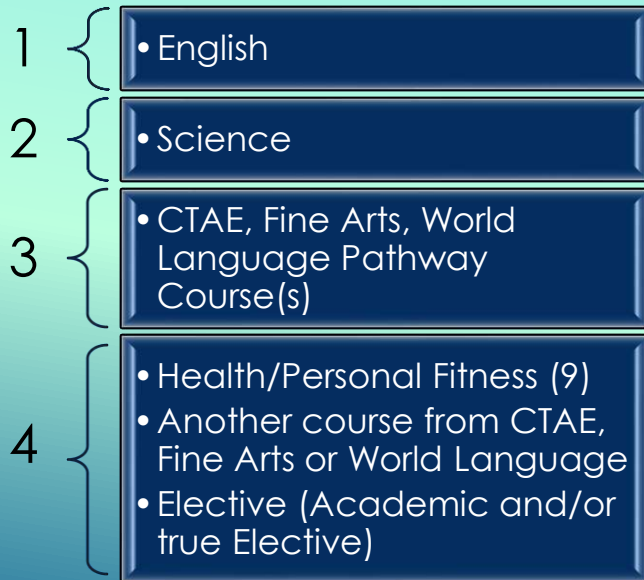 1
• English
2
• Science
3
• CTAE, Fine Arts, World
Language Pathway
Course(s)
4
• Health/Personal Fitness (9)
• Another course from CTAE,
Fine Arts or World Language
• Elective (Academic and/or
true Elective)